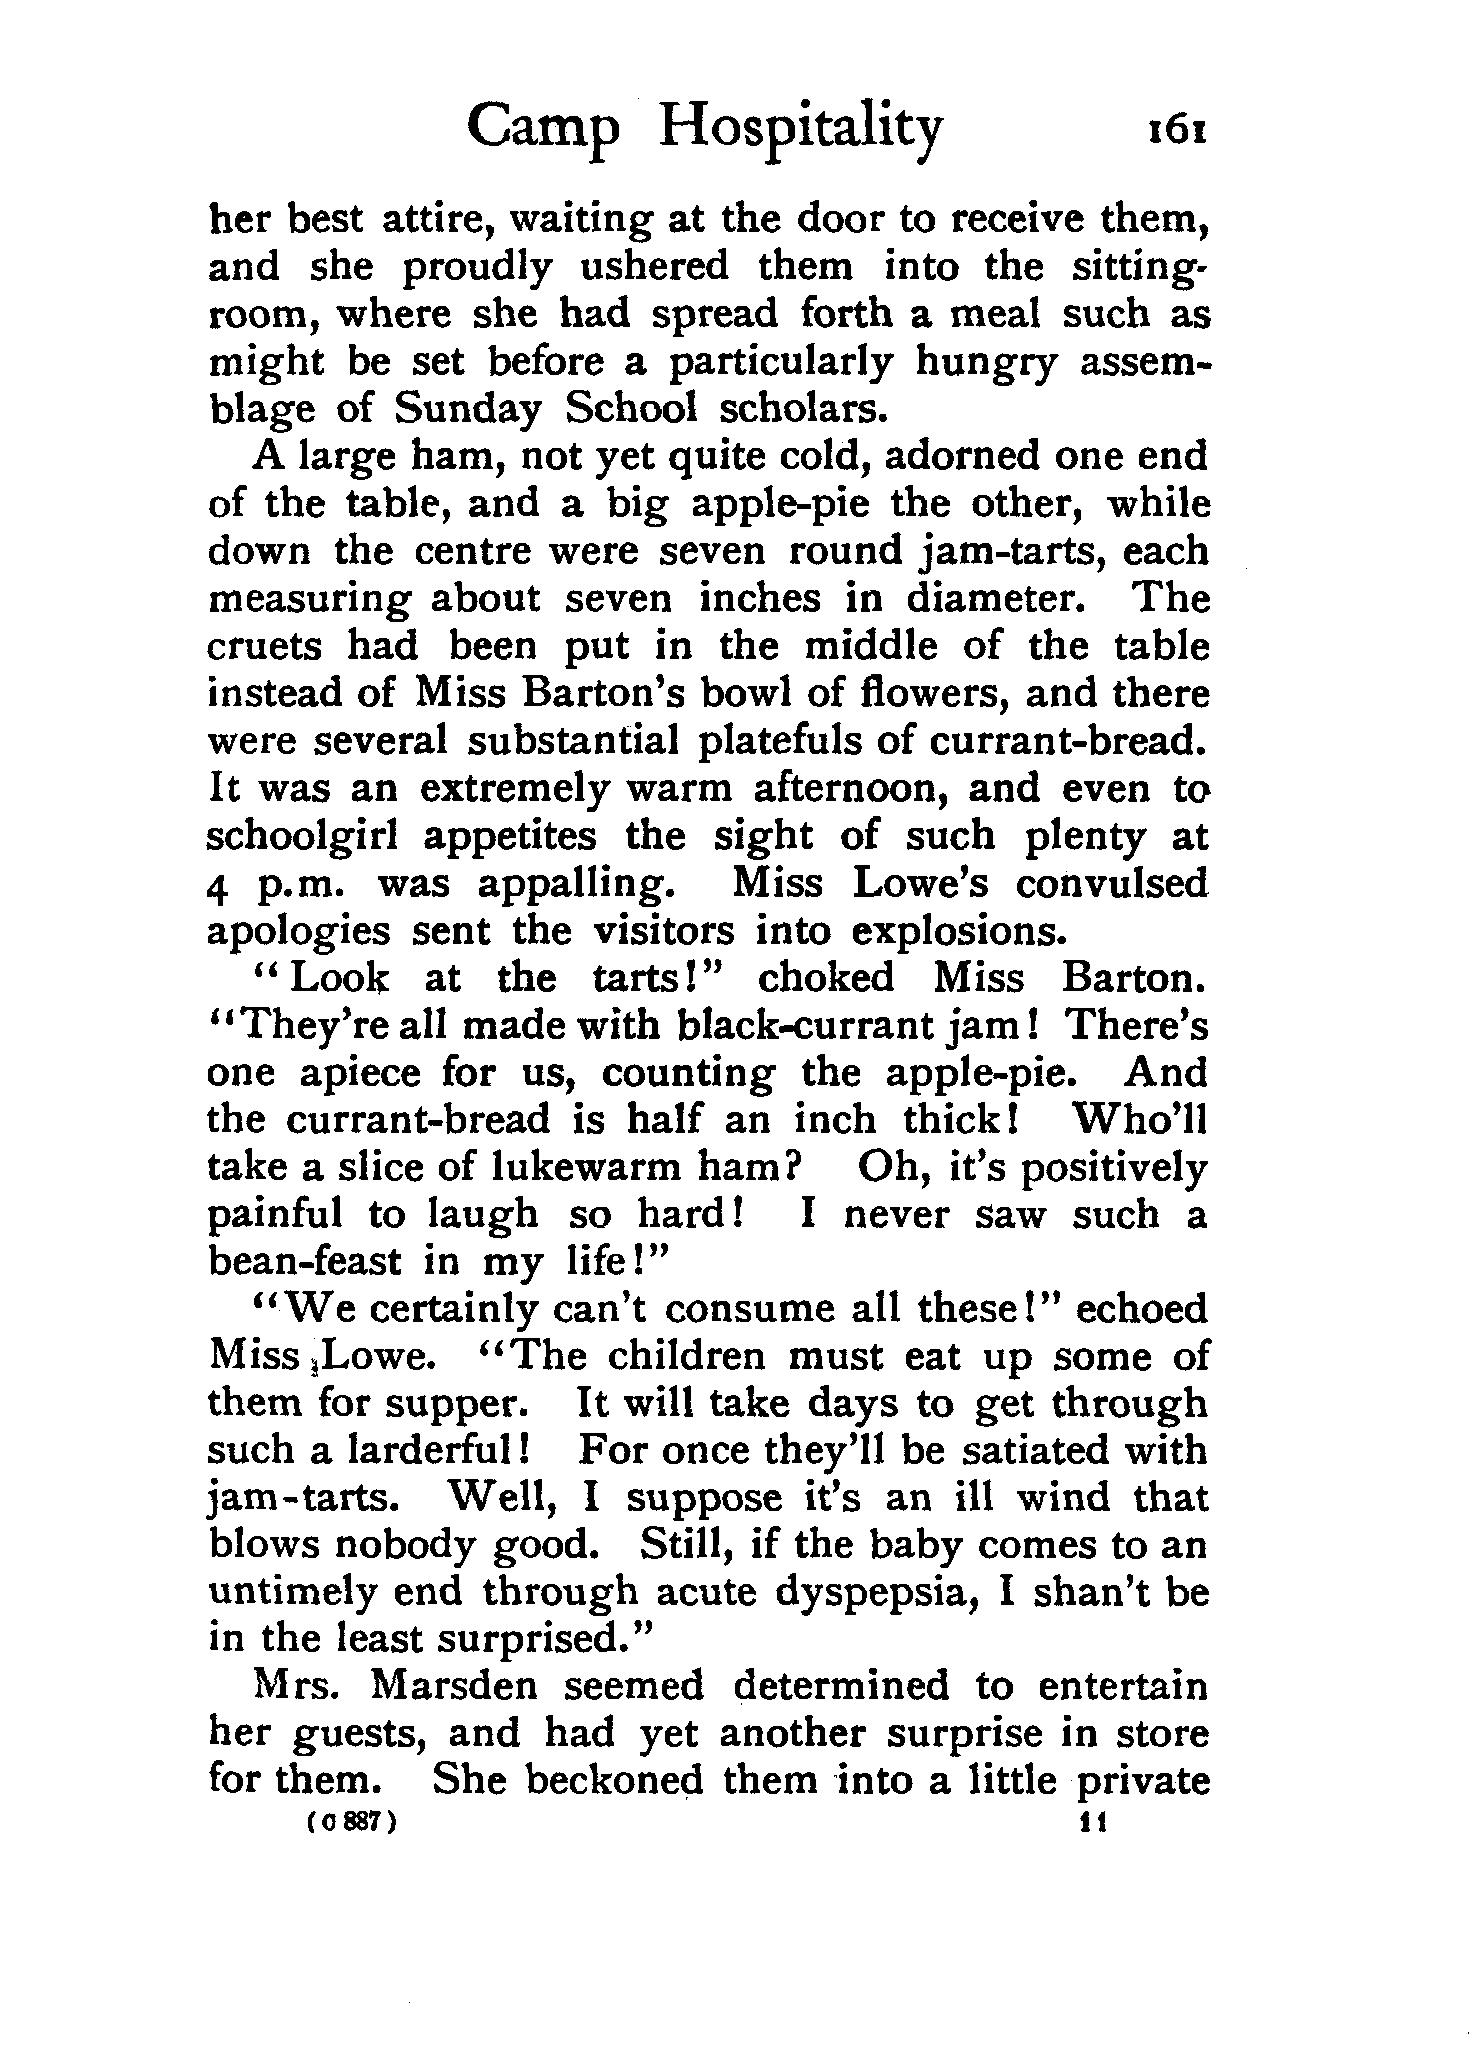 Camp Hospitality 161
her best attire, waiting at the door to receive them,
and she proudly ushered them into the sitting-
room, where she had spread forth a meal such as
might be set before a particularly hungry assem-
blage of Sunday School scholars.
A large ham, not yet quite cold, adorned one end
of the table, and a big apple-pie the other, while
down the centre were seven round jam-tarts, each
measuring about seven inches in diameter. The
cruets had been put in the middle of the table
instead of Miss Barton's bowl of flowers, and there
were several substantial platefuls of currant-bread.
It was an extremely warm afternoon, and even to
schoolgirl appetites the sight of such plenty at
4 p.m. was appalling. Miss Lowe's convulsed
apologies sent the visitors into explosions.
"Look at the tarts!" choked Miss Barton.
"They're all made with black-currant jam! There's
one apiece for us, counting the apple-pie. And
the currant-bread is half an inch thick! Who'll
take a slice of lukewarm ham? Oh, it's positively
painful to laugh so hard! I never saw such a
bean-feast in my life!"
"We certainly can't consume all these!" echoed
Miss Lowe. "The children must eat up some of
them for supper. It will take days to get through
such a larderful! For once they'll be satiated with
jam-tarts. Well, I suppose it's an ill wind that
blows nobody good. Still, if the baby comes to an
untimely end through acute dyspepsia, I shan't be
in the least surprised."
Mrs. Marsden seemed determined to entertain
her guests, and had yet another surprise in store
for them. She beckoned them into a little private
(C 887) 11